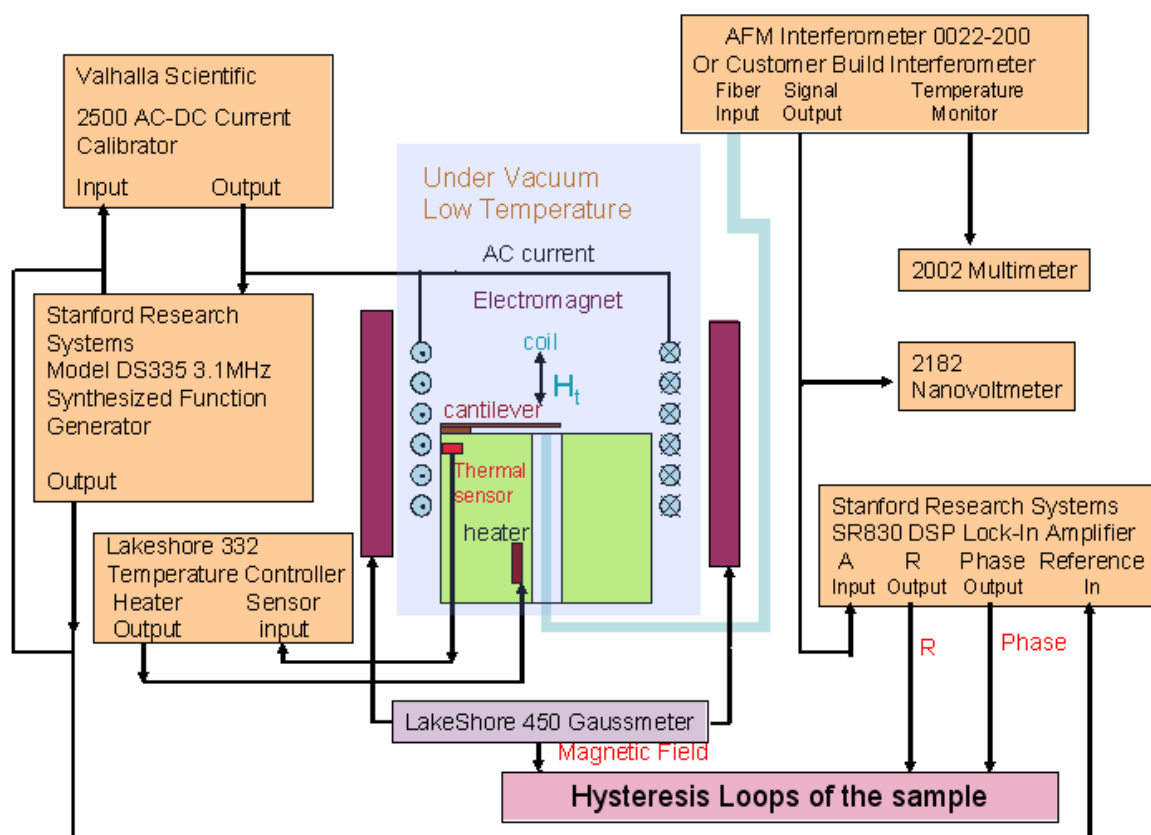 Valhalla Scientific
2500 AC-DC Current
Calibrator
Input Output
AFM Interferometer 0022-200
Or Customer Build Interferometer
Fiber Signal Temperature
Input Output Monitor
Under Vacuum
Low Temperature
AC current
Electromagnet
coil
Ht
cantilever
Thermal
sensor
heater
2002 Multimeter
2182
Nanovoltmeter
Stanford Research
Systems
Model DS335 3.1MHz
Synthesized Function
Generator
Output
Lakeshore 332
Temperature Controller
Heater Sensor
Output input
Stanford Research Systems
SR830 DSP Lock-In Amplifier
A R Phase Reference
Input Output Output In
R
Phase
LakeShore 450 Gaussmeter
Magnetic Field
Hysteresis Loops of the sample